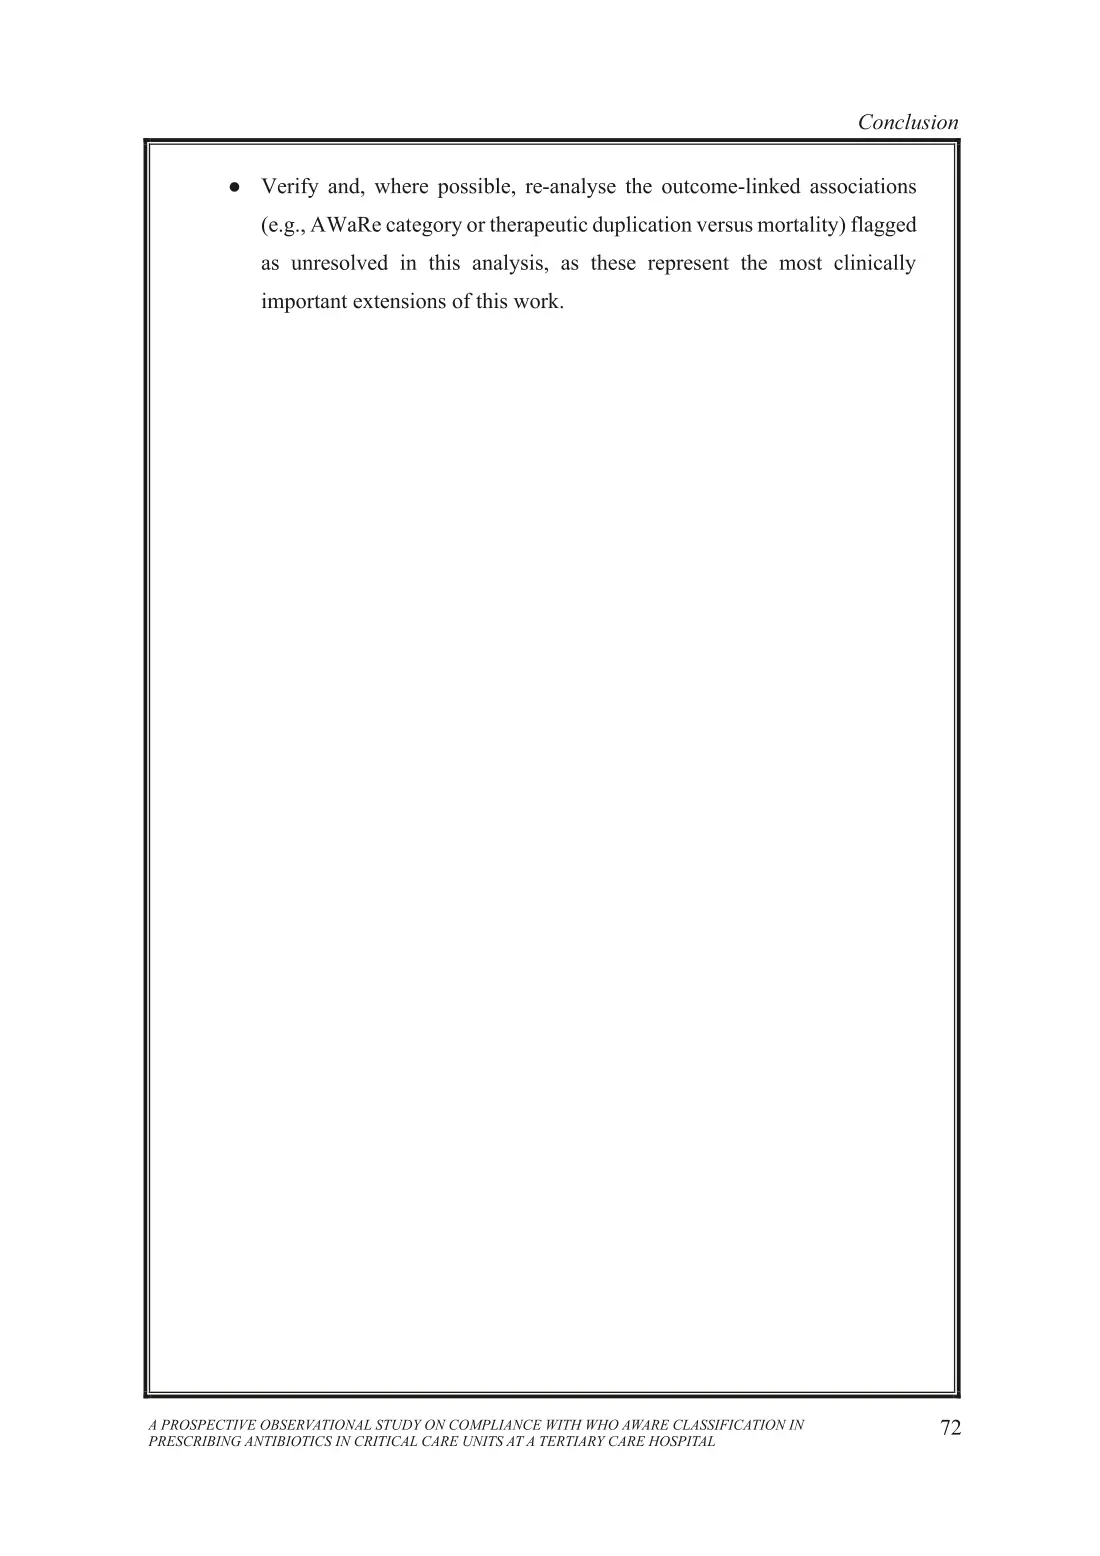 Conclusion
● Verify and, where possible, re-analyse the outcome-linked associations
(e.g., AWaRe category or therapeutic duplication versus mortality) flagged
as unresolved in this analysis, as these represent the most clinically
important extensions of this work.
A PROSPECTIVE OBSERVATIONAL STUDY ON COMPLIANCE WITH WHO AWARE CLASSIFICATION IN
PRESCRIBING ANTIBIOTICS IN CRITICAL CARE UNITS AT A TERTIARY CARE HOSPITAL
72